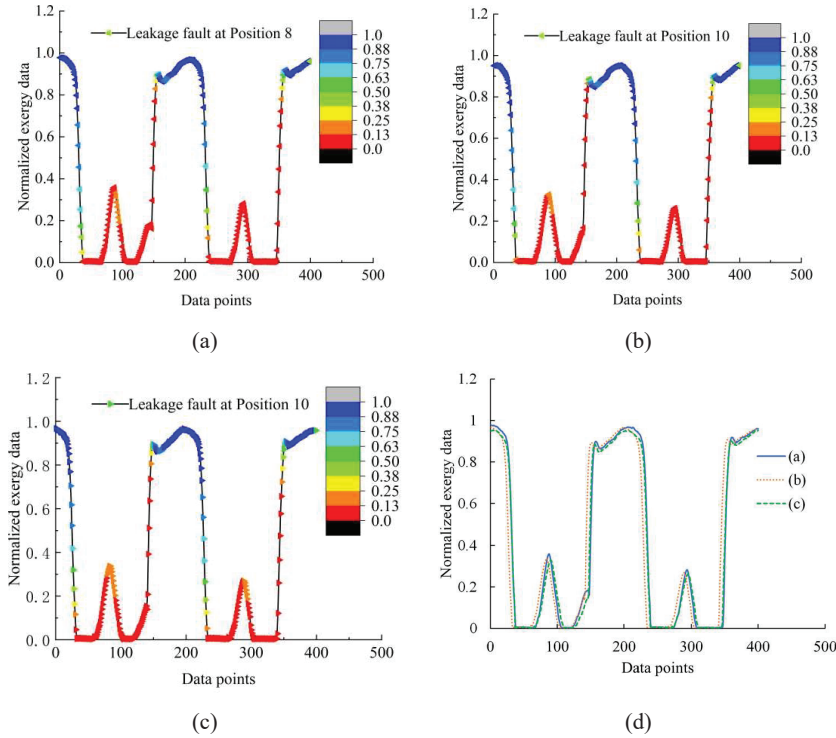 1.2
1.0
0.8
0.6
0.4
0.2
0.0
Normalized exergy data
Leakage fault at Position 8
1.0
0.88
0.75
0.63
0.50
0.38
0.25
0.13
0.0
0 100 200 300 400 500
Data points
(a)
1.2
1.0
0.8
0.6
0.4
0.2
0.0
Normalized exergy data
Leakage fault at Position 10
1.0
0.88
0.75
0.63
0.50
0.38
0.25
0.13
0.0
0 100 200 300 400 500
Data points
(b)
1.2
1.0
0.8
0.6
0.4
0.2
0.0
Normalized exergy data
Leakage fault at Position 10
1.0
0.88
0.75
0.63
0.50
0.38
0.25
0.13
0.0
0 100 200 300 400 500
Data points
(c)
1.2
1
0.8
0.6
0.4
0.2
0
Normalized exergy data
(a)
(b)
(c)
0 100 200 300 400 500
Data points
(d)